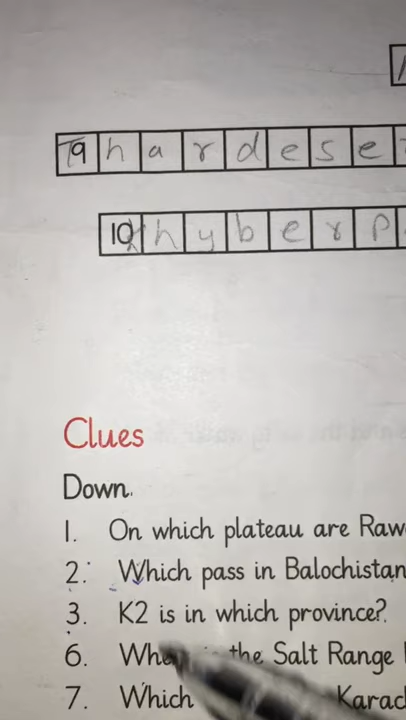 9 T h a r d e s e
10 K h y b e r p
Clues
Down.
1. On which plateau are Raw
2. Which pass in Balochistan
3. K2 is in which province?
6. the Salt Range
7. Which Karac